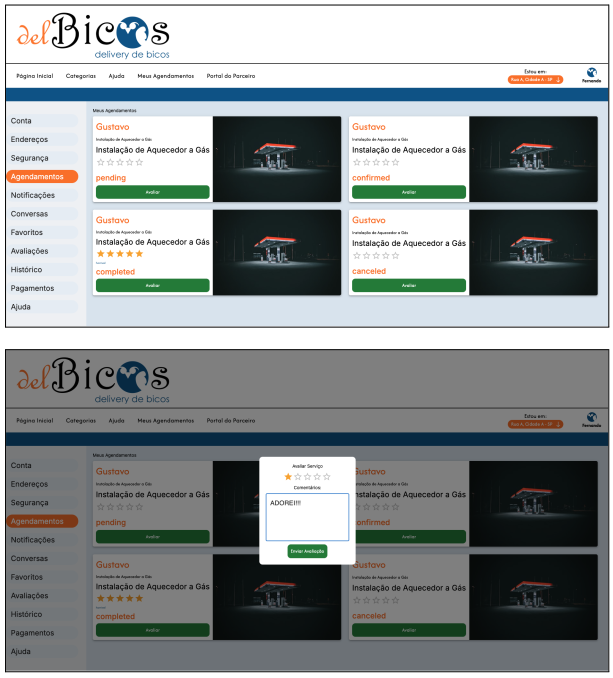 delBicos
delivery de bicos
Página Inicial Categorias Ajuda Meus Agendamentos Portal do Parceiro
Estou em:
Rua A, Cidade A - SP
Fernando
Conta
Endereços
Segurança
Agendamentos
Notificações
Conversas
Favoritos
Avaliações
Histórico
Pagamentos
Ajuda
Meus Agendamentos
Gustavo
Instalação de Aquecedor a Gás
Instalação de Aquecedor a Gás
pending
Avaliar
Gustavo
Instalação de Aquecedor a Gás
Instalação de Aquecedor a Gás
confirmed
Avaliar
Gustavo
Instalação de Aquecedor a Gás
Instalação de Aquecedor a Gás
completed
Avaliar
Gustavo
Instalação de Aquecedor a Gás
Instalação de Aquecedor a Gás
canceled
Avaliar
delBicos
delivery de bicos
Página Inicial Categorias Ajuda Meus Agendamentos Portal do Parceiro
Estou em:
Rua A, Cidade A - SP
Fernando
Conta
Endereços
Segurança
Agendamentos
Notificações
Conversas
Favoritos
Avaliações
Histórico
Pagamentos
Ajuda
Meus Agendamentos
Gustavo
Instalação de Aquecedor a Gás
Instalação de Aquecedor a Gás
pending
Avaliar
Gustavo
Instalação de Aquecedor a Gás
Instalação de Aquecedor a Gás
confirmed
Avaliar
Gustavo
Instalação de Aquecedor a Gás
Instalação de Aquecedor a Gás
completed
Avaliar
Gustavo
Instalação de Aquecedor a Gás
Instalação de Aquecedor a Gás
canceled
Avaliar
Avaliar Serviço
Comentários:
ADOREI!!!
Enviar Avaliação